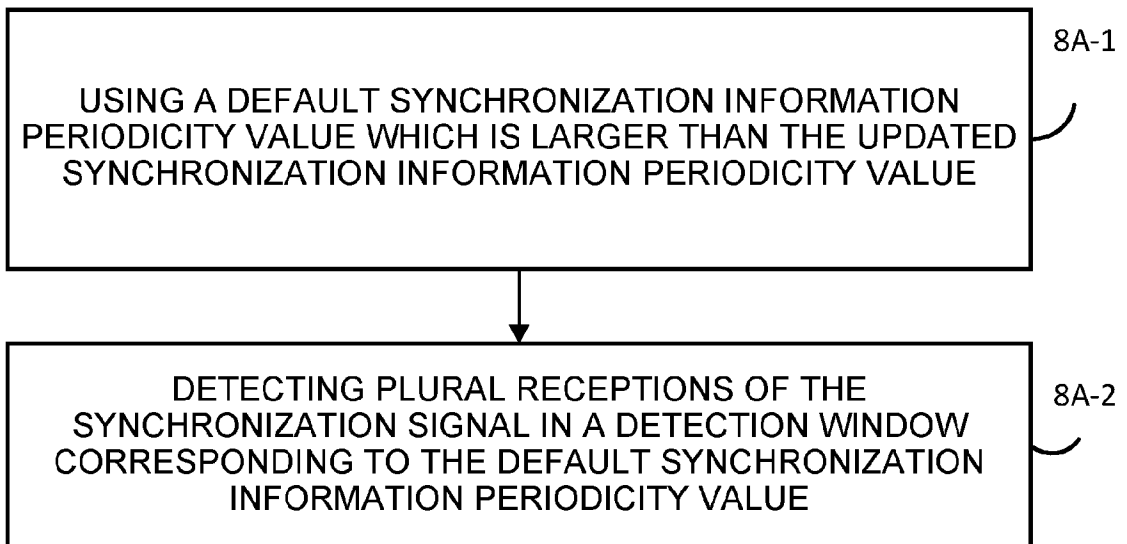 8A-1
USING A DEFAULT SYNCHRONIZATION INFORMATION
PERIODICITY VALUE WHICH IS LARGER THAN THE UPDATED
SYNCHRONIZATION INFORMATION PERIODICITY VALUE
8A-2
DETECTING PLURAL RECEPTIONS OF THE
SYNCHRONIZATION SIGNAL IN A DETECTION WINDOW
CORRESPONDING TO THE DEFAULT SYNCHRONIZATION
INFORMATION PERIODICITY VALUE